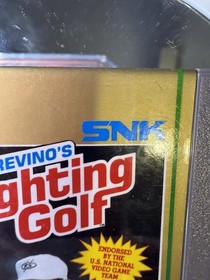 SNK
REVINO'S
ghting
Golf
ENDORSED
BY THE
U.S. NATIONAL
VIDEO GAME
TEAM